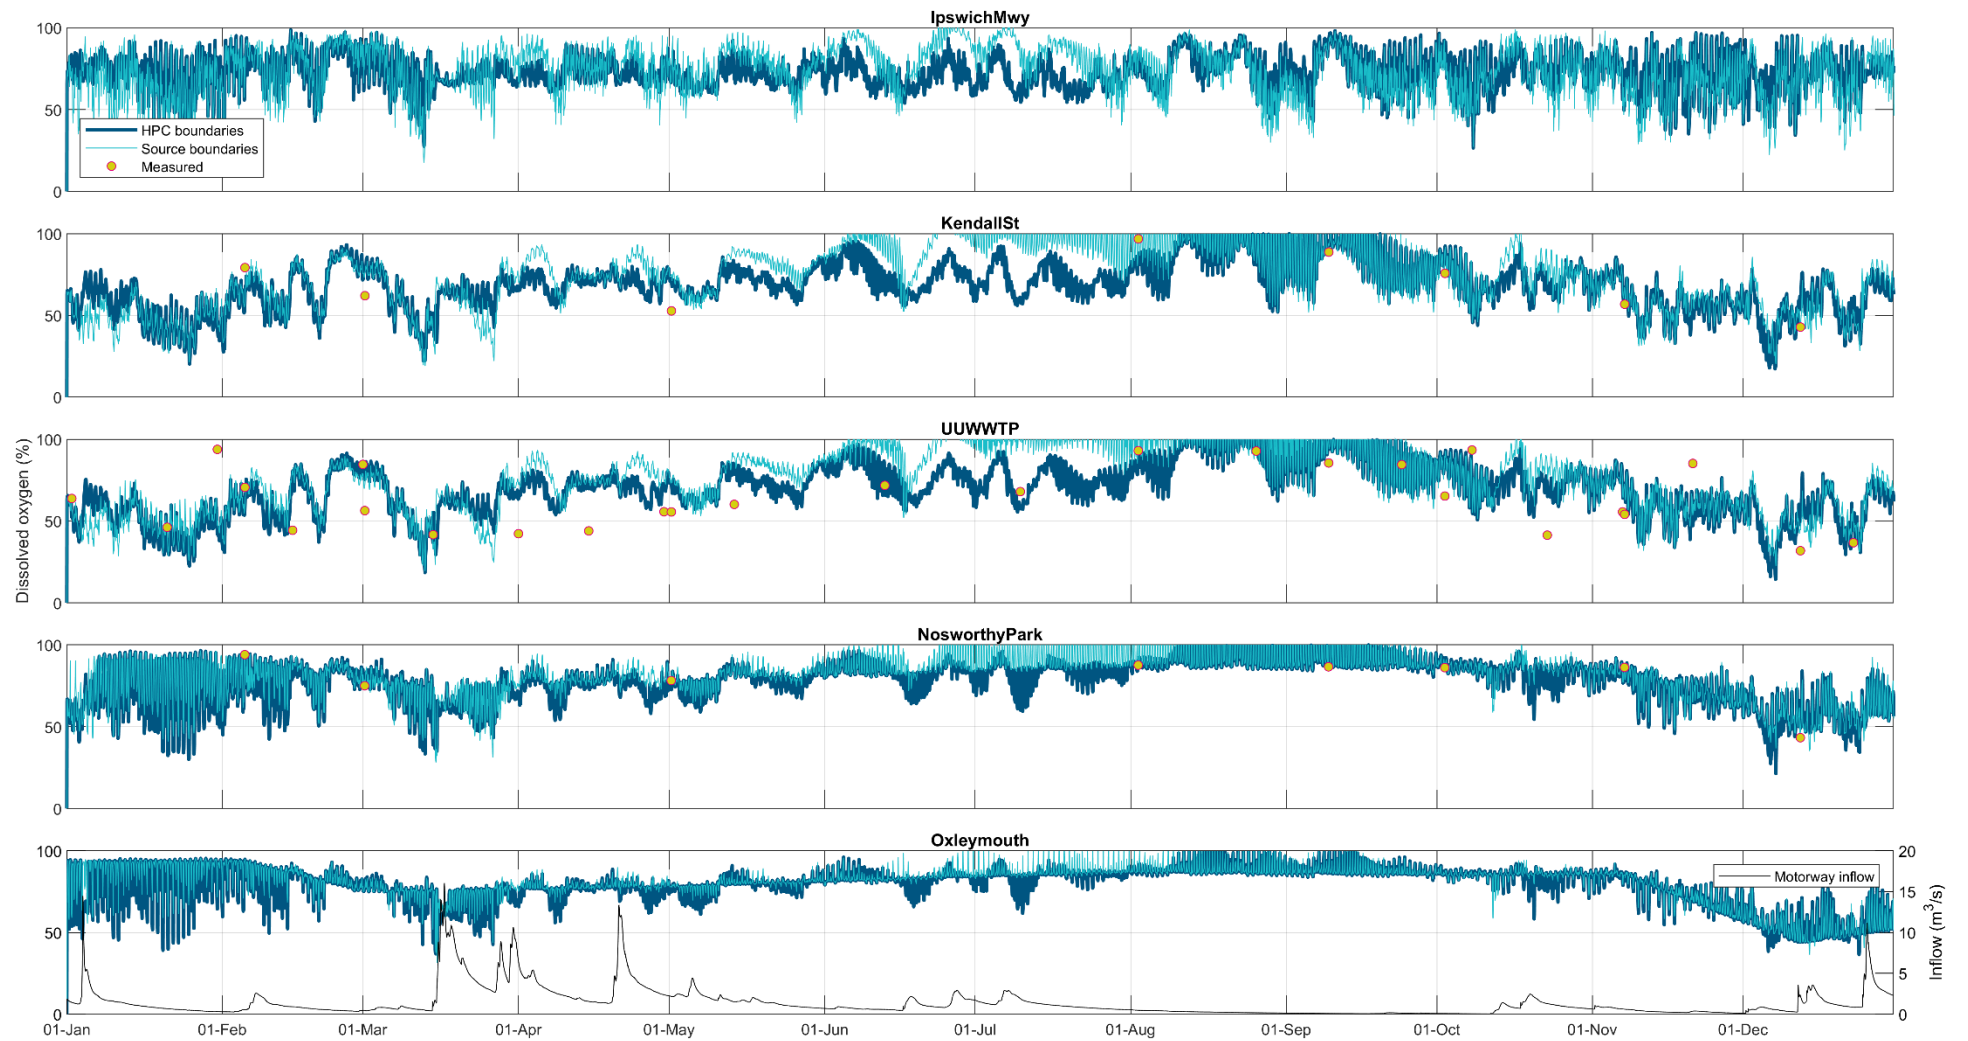 IpswichMwy
100
50
0
HPC boundaries
Source boundaries
Measured
KendallSt
100
50
0
UUWWTP
100
50
0
Dissolved oxygen (%)
NosworthyPark
100
50
0
Oxleymouth
100
50
0
Motorway inflow
20
15
10
5
0
Inflow (m³/s)
01-Jan 01-Feb 01-Mar 01-Apr 01-May 01-Jun 01-Jul 01-Aug 01-Sep 01-Oct 01-Nov 01-Dec